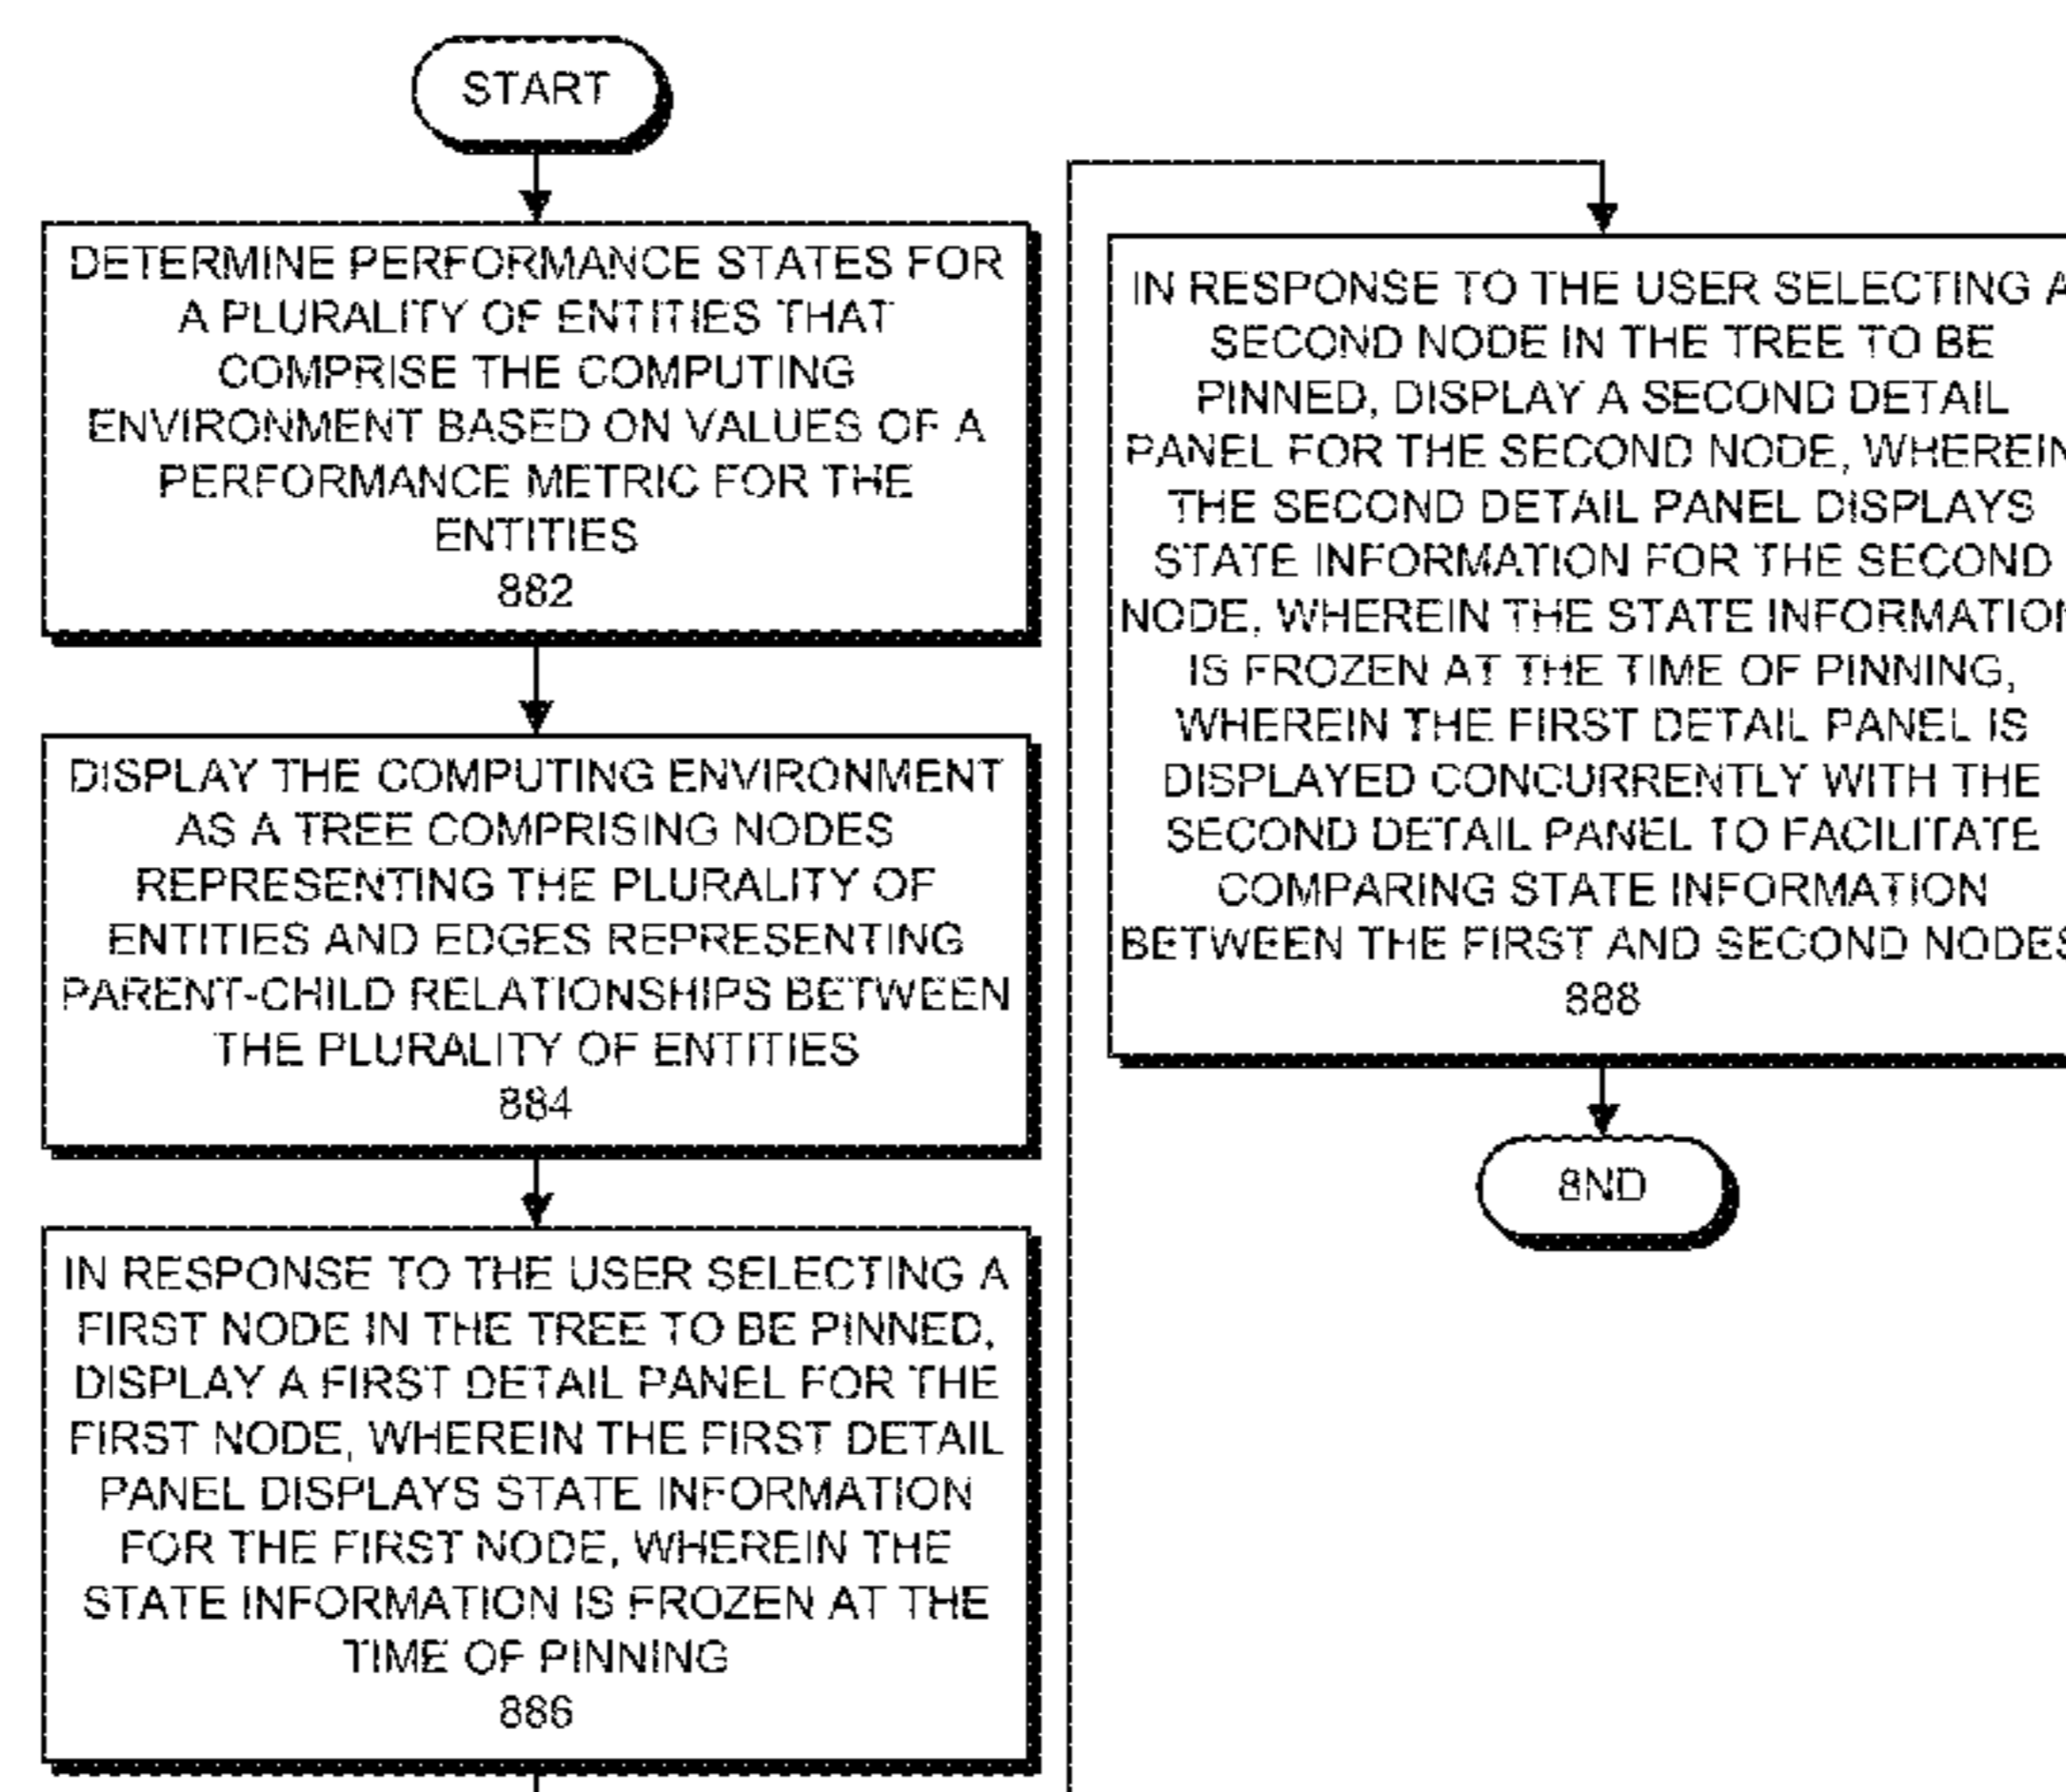 START
DETERMINE PERFORMANCE STATES FOR
A PLURALITY OF ENTITIES THAT
COMPRISE THE COMPUTING
ENVIRONMENT BASED ON VALUES OF A
PERFORMANCE METRIC FOR THE
ENTITIES
882
DISPLAY THE COMPUTING ENVIRONMENT
AS A TREE COMPRISING NODES
REPRESENTING THE PLURALITY OF
ENTITIES AND EDGES REPRESENTING
PARENT-CHILD RELATIONSHIPS BETWEEN
THE PLURALITY OF ENTITIES
884
IN RESPONSE TO THE USER SELECTING A
FIRST NODE IN THE TREE TO BE PINNED,
DISPLAY A FIRST DETAIL PANEL FOR THE
FIRST NODE, WHEREIN THE FIRST DETAIL
PANEL DISPLAYS STATE INFORMATION
FOR THE FIRST NODE, WHEREIN THE
STATE INFORMATION IS FROZEN AT THE
TIME OF PINNING
886
IN RESPONSE TO THE USER SELECTING A
SECOND NODE IN THE TREE TO BE
PINNED, DISPLAY A SECOND DETAIL
PANEL FOR THE SECOND NODE, WHEREIN
THE SECOND DETAIL PANEL DISPLAYS
STATE INFORMATION FOR THE SECOND
NODE, WHEREIN THE STATE INFORMATION
IS FROZEN AT THE TIME OF PINNING,
WHEREIN THE FIRST DETAIL PANEL IS
DISPLAYED CONCURRENTLY WITH THE
SECOND DETAIL PANEL TO FACILITATE
COMPARING STATE INFORMATION
BETWEEN THE FIRST AND SECOND NODES
888
8ND